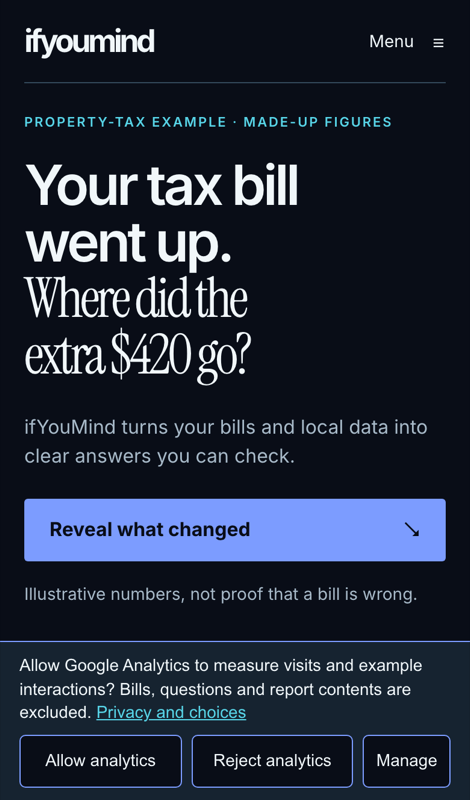 ifyoumind
Menu ≡
PROPERTY-TAX EXAMPLE · MADE-UP FIGURES
Your tax bill
went up.
Where did the
extra $420 go?
ifYouMind turns your bills and local data into
clear answers you can check.
Reveal what changed ↘
Illustrative numbers, not proof that a bill is wrong.
Allow Google Analytics to measure visits and example
interactions? Bills, questions and report contents are
excluded. Privacy and choices
Allow analytics
Reject analytics
Manage